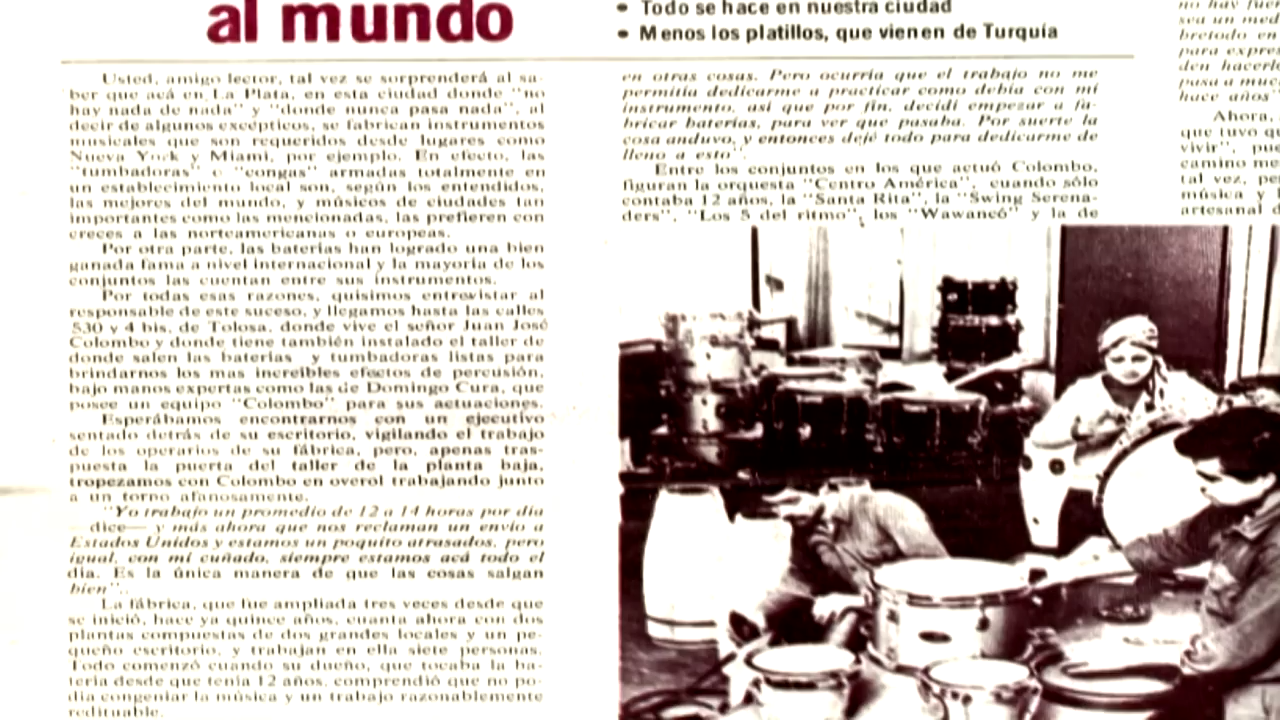 al mundo
• Todo se hace en nuestra ciudad
• Menos los platillos, que vienen de Turquía
Usted, amigo lector, tal vez se sorprenderá al sa-
ber que acá en La Plata, en esta ciudad donde "no
hay nada de nada" y "donde nunca pasa nada", al
decir de algunos excépticos, se fabrican instrumentos
musicales que son requeridos desde lugares como
Nueva York y Miami, por ejemplo. En efecto, las
"tumbadoras" o "congas" armadas totalmente en
un establecimiento local son, según los entendidos,
las mejores del mundo, y músicos de ciudades tan
importantes como las mencionadas, las prefieren con
creces a las norteamericanas o europeas.
Por otra parte, las baterías han logrado una bien
ganada fama a nivel internacional y la mayoría de los
conjuntos las cuentan entre sus instrumentos.
Por todas esas razones, quisimos entrevistar al
responsable de este suceso, y llegamos hasta las calles
530 y 4 bis, de Tolosa, donde vive el señor Juan José
Colombo y donde tiene también instalado el taller de
donde salen las baterías y tumbadoras listas para
brindarnos los mas increíbles efectos de percusión,
bajo manos expertas como las de Domingo Cura, que
posee un equipo "Colombo" para sus actuaciones.
Esperábamos encontrarnos con un ejecutivo
sentado detrás de su escritorio, vigilando el trabajo
de los operarios de su fábrica, pero, apenas tras-
puesta la puerta del taller de la planta baja,
tropezamos con Colombo en overol trabajando junto
a un torno afanosamente.
"Yo trabajo un promedio de 12 a 14 horas por día
dice— y más ahora que nos reclaman un envío a
Estados Unidos y estamos un poquito atrasados, pero
igual, con mi cuñado, siempre estamos acá todo el
día. Es la única manera de que las cosas salgan
bien".
La fábrica, que fue ampliada tres veces desde que
se inició, hace ya quince años, cuanta ahora con dos
plantas compuestas de dos grandes locales y un pe-
queño escritorio, y trabajan en ella siete personas.
Todo comenzó cuando su dueño, que tocaba la ba-
tería desde que tenía 12 años, comprendió que no po-
día congeniar la música y un trabajo razonablemente
redituable.
en otras cosas. Pero ocurría que el trabajo no me
permitía dedicarme a practicar como debía con mi
instrumento, así que por fin, decidí empezar a fa-
bricar baterías, para ver que pasaba. Por suerte la
cosa anduvo, y entonces dejé todo para dedicarme de
lleno a esto".
Entre los conjuntos en los que actuó Colombo,
figuran la orquesta "Centro América", cuando sólo
contaba 12 años, la "Santa Rita", la "Swing Serena-
ders", "Los 5 del ritmo", los "Wawancó" y la de
no hay fuer
sea un med
bretodo en
para expres
den hacerlo
pasa a muc
hace años"
Ahora,
que tuvo q
vivir", pue
camino me
tal vez, pe
música y l
artesanal d